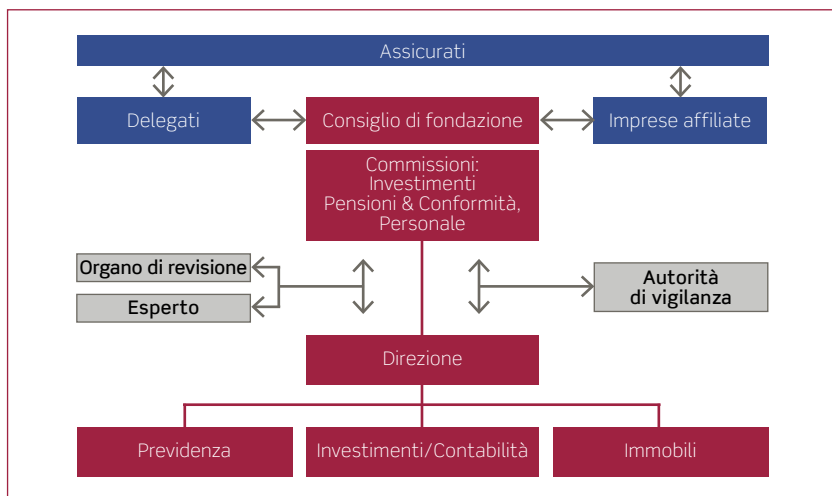 Assicurati
Delegati
Consiglio di fondazione
Imprese affiliate
Commissioni:
Investimenti
Pensioni & Conformità,
Personale
Organo di revisione
Esperto
Autorità
di vigilanza
Direzione
Previdenza
Investimenti/Contabilità
Immobili